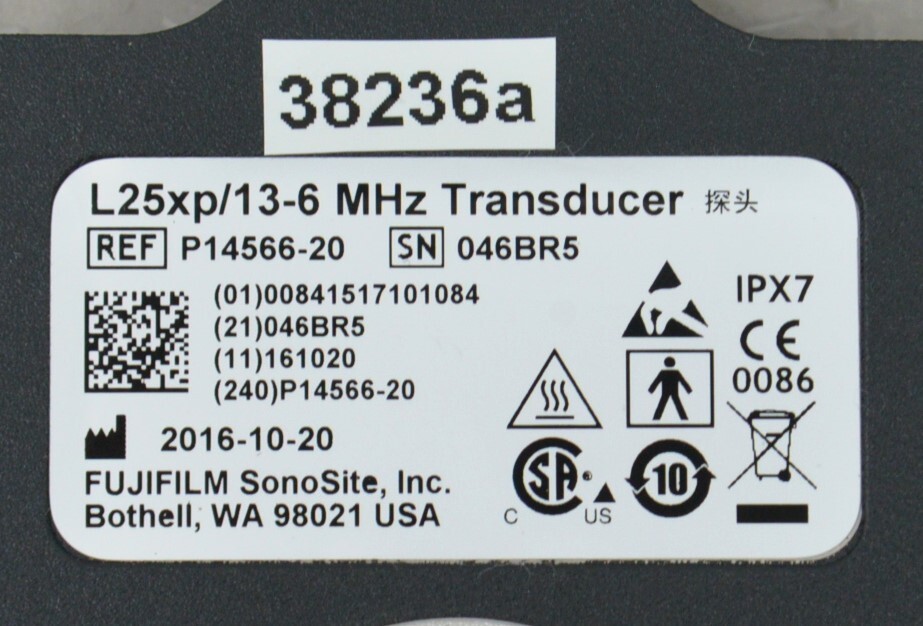 38236a
L25xp/13-6 MHz Transducer 探头
REF P14566-20 SN 046BR5
(01)00841517101084
(21)046BR5
(11)161020
(240)P14566-20
2016-10-20
FUJIFILM SonoSite, Inc.
Bothell, WA 98021 USA
IPX7
CE
0086
SA
C US
10